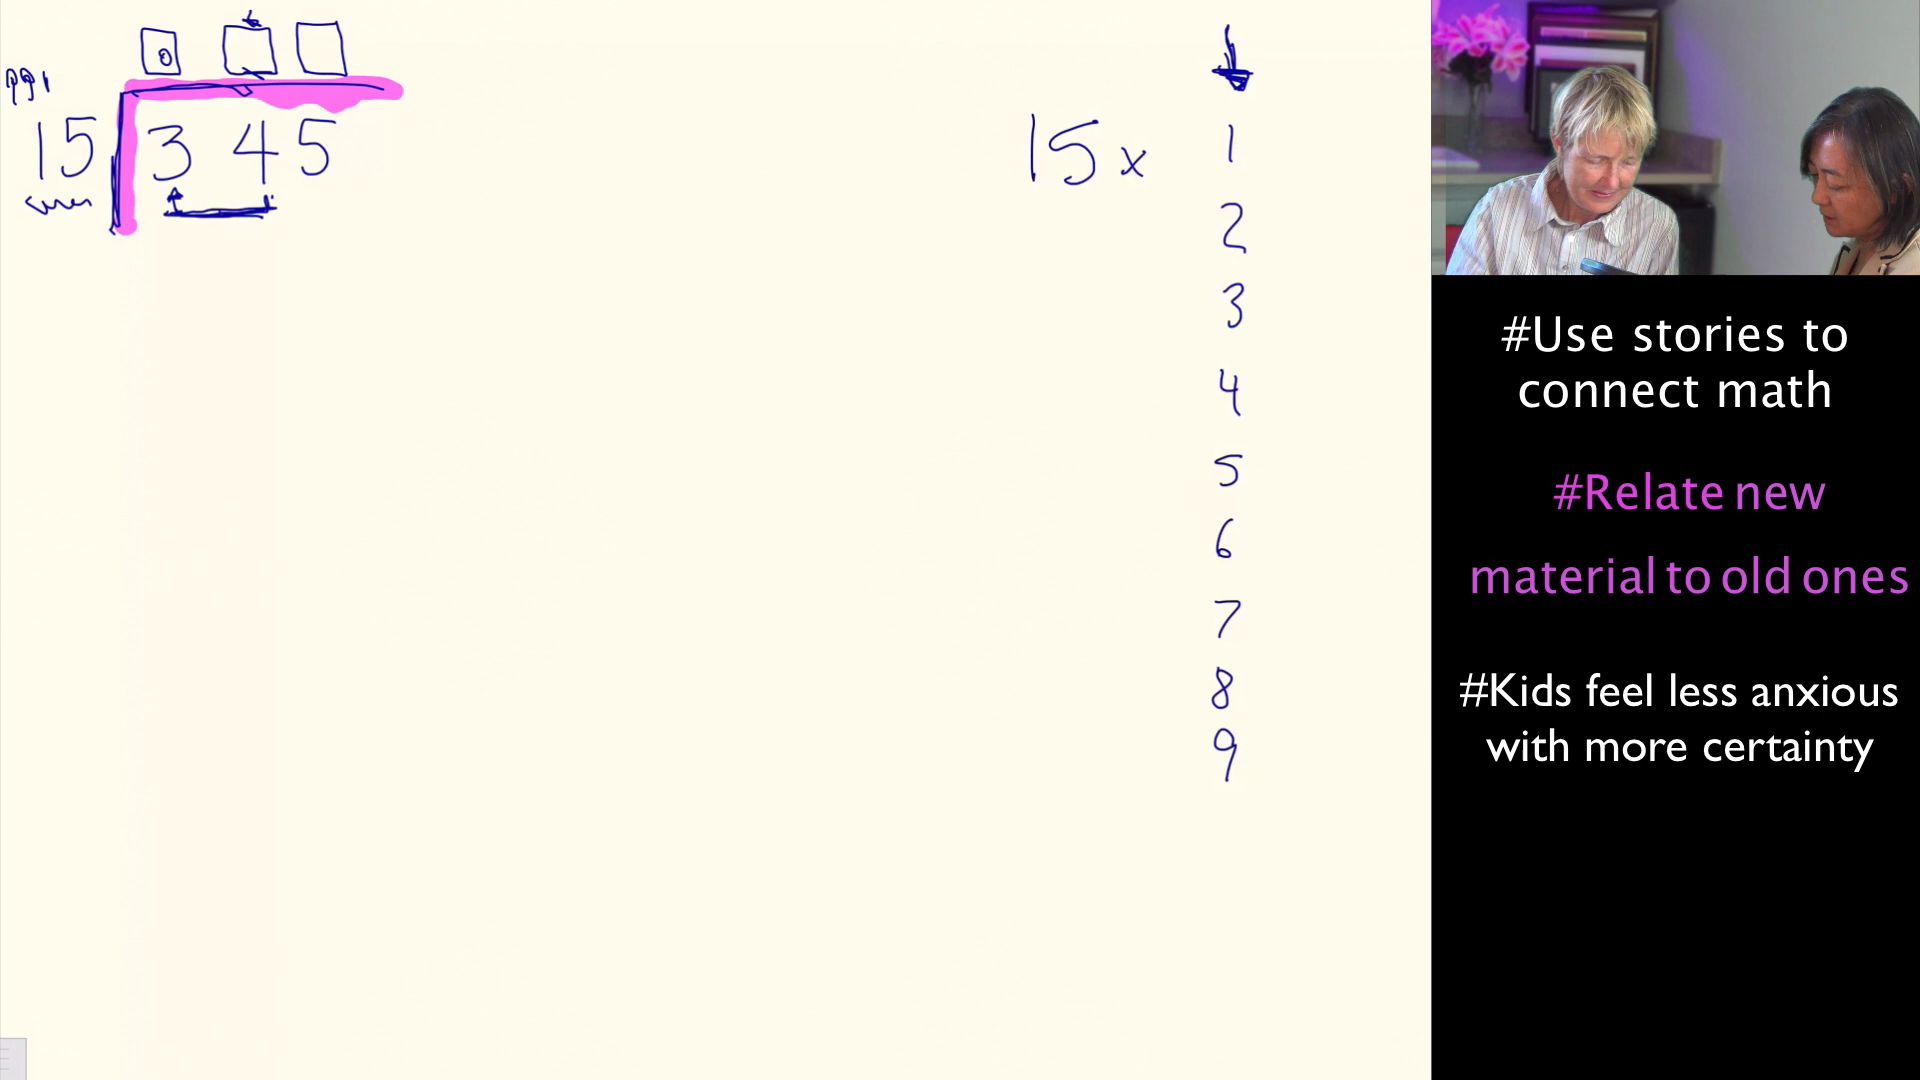 0
15 3 4 5
15 x 1
2
3
4
5
6
7
8
9
#Use stories to
connect math
#Relate new
material to old ones
#Kids feel less anxious
with more certainty